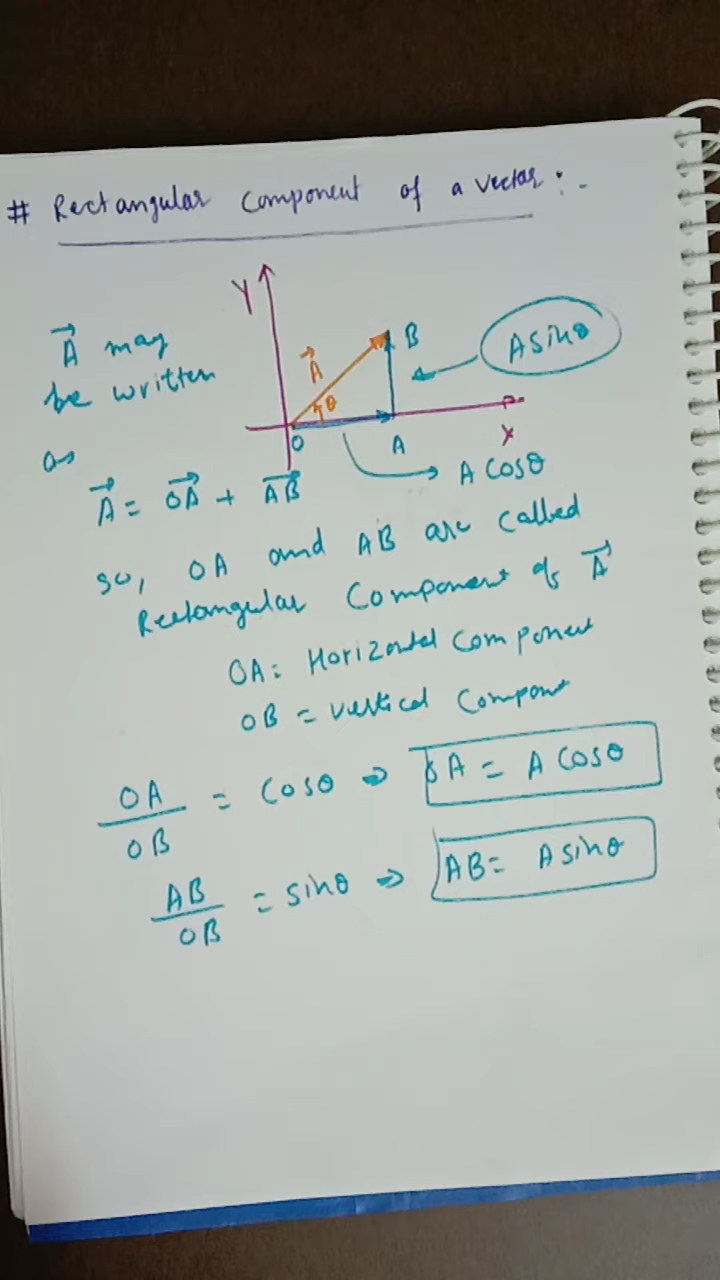 # Rectangular Component of a vector :-
Y
A⃗ may
be written
as
A⃗
θ
B
A sinθ
O
A
X
A cosθ
A⃗ = OA⃗ + AB⃗
so, OA and AB are called
Rectangular Component of A⃗
OA = Horizontal Component
OB = vertical Component
OA/OB = cosθ ⇒ OA = A cosθ
AB/OB = sinθ ⇒ AB = A sinθ